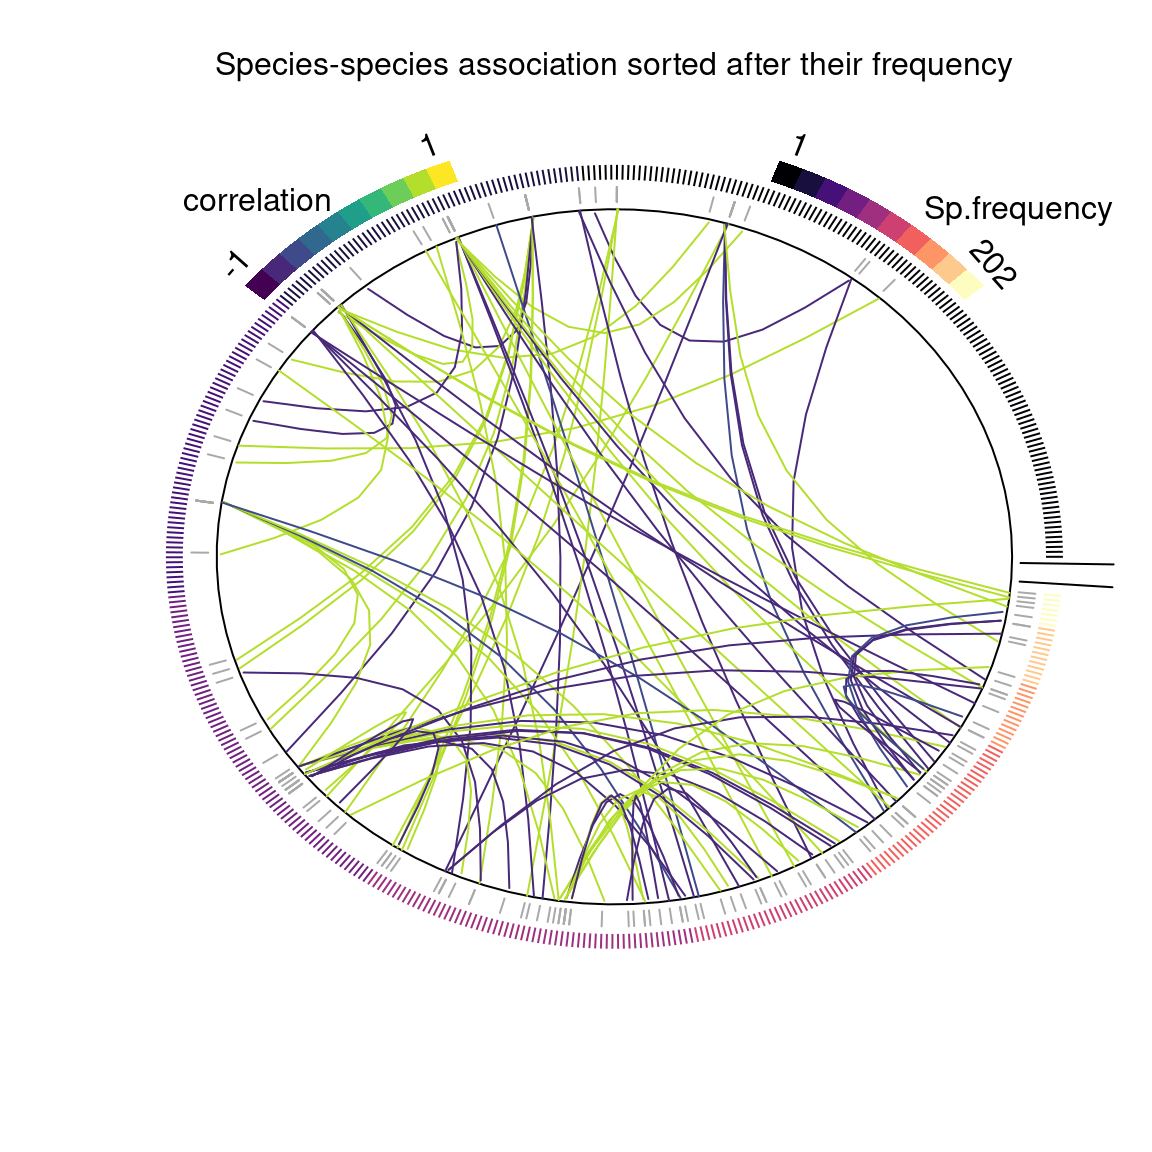 Species-species association sorted after their frequency
1
1
correlation
Sp.frequency
-1
202